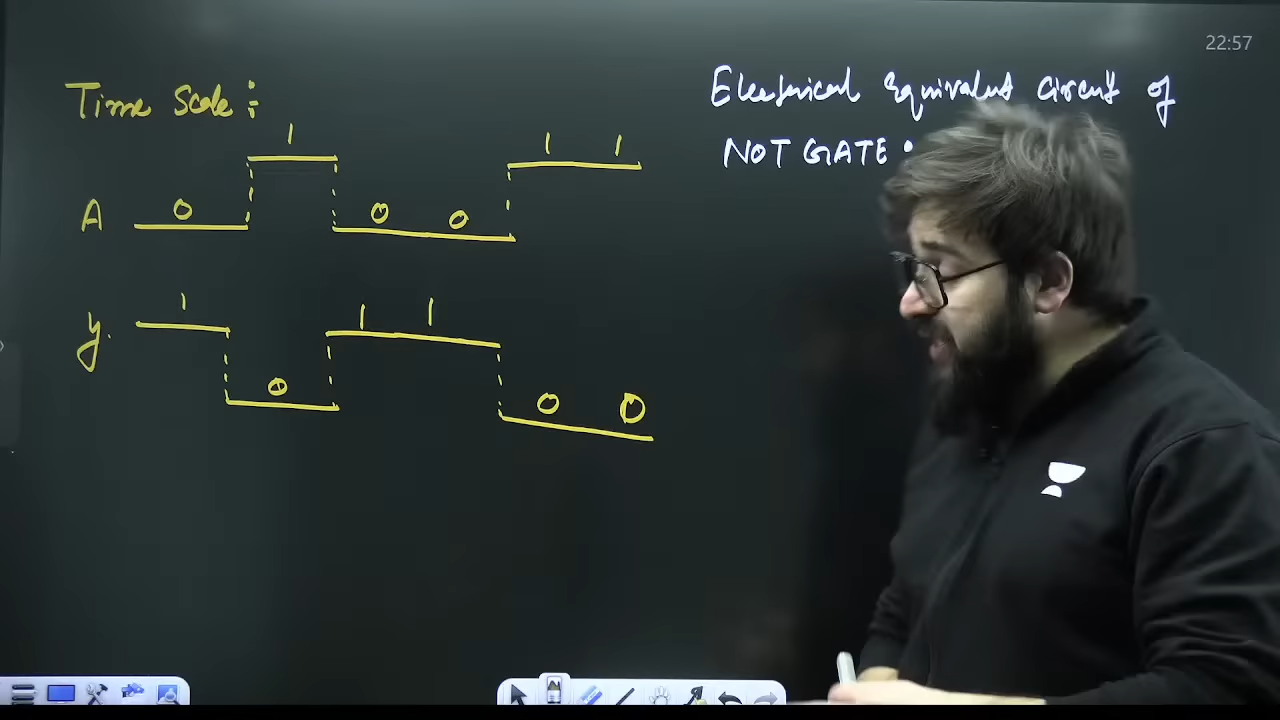 22:57
Time Scale:
Electrical Equivalent Circuit of
NOT GATE :
1
1 1
A 0
0 0
1
1 1
y
0
0 0